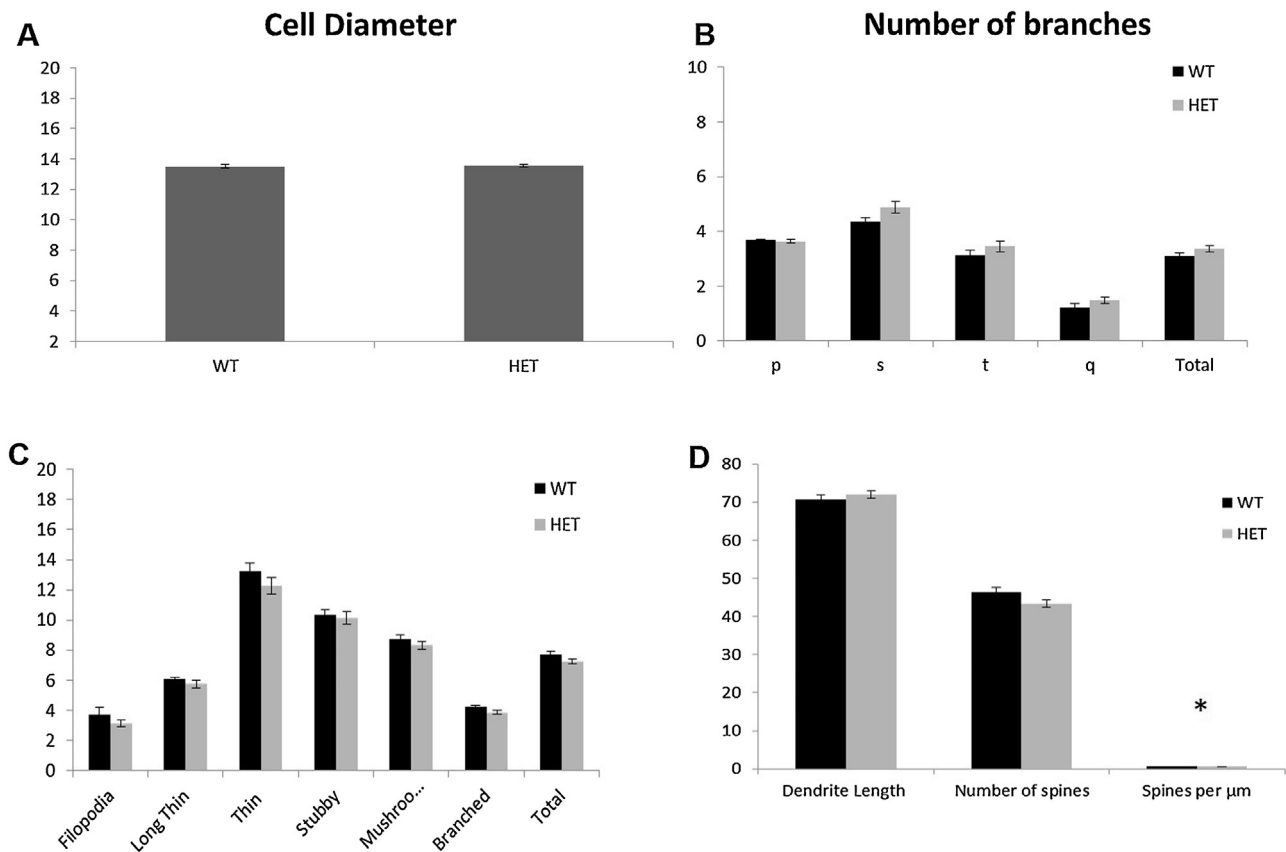 A
Cell Diameter
20
18
16
14
12
10
8
6
4
2
WT
HET
B
Number of branches
10
8
6
4
2
0
WT
HET
p
s
t
q
Total
C
20
18
16
14
12
10
8
6
4
2
0
WT
HET
Filopodia
Long Thin
Thin
Stubby
Mushroo...
Branched
Total
D
80
70
60
50
40
30
20
10
0
WT
HET
*
Dendrite Length
Number of spines
Spines per µm